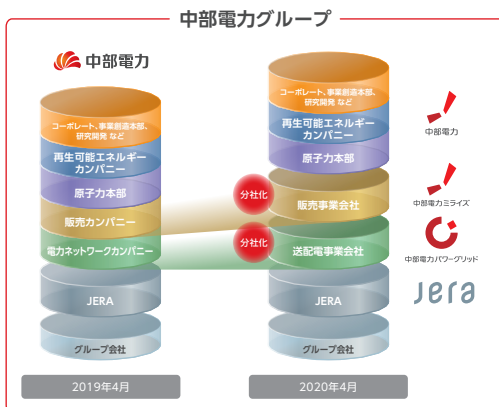 中部電力グループ
中部電力
コーポレート、事業創造本部、
研究開発 など
再生可能エネルギー
カンパニー
原子力本部
販売カンパニー
電力ネットワークカンパニー
JERA
グループ会社
2019年4月
分社化
分社化
コーポレート、事業創造本部、
研究開発 など
再生可能エネルギー
カンパニー
原子力本部
販売事業会社
送配電事業会社
JERA
グループ会社
2020年4月
中部電力
中部電力ミライズ
中部電力パワーグリッド
Jera